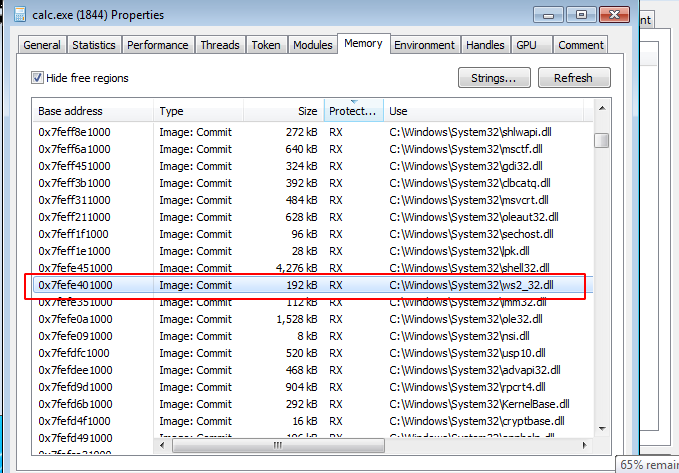 calc.exe (1844) Properties
nt
General Statistics Performance Threads Token Modules Memory Environment Handles GPU Comment
Hide free regions Strings... Refresh
Base address Type Size Protect... Use
0x7feff8e1000 Image: Commit 272 kB RX C:\Windows\System32\shlwapi.dll
0x7feff6a1000 Image: Commit 640 kB RX C:\Windows\System32\msctf.dll
0x7feff451000 Image: Commit 324 kB RX C:\Windows\System32\gdi32.dll
0x7feff3b1000 Image: Commit 392 kB RX C:\Windows\System32\clbcatq.dll
0x7feff311000 Image: Commit 484 kB RX C:\Windows\System32\msvcrt.dll
0x7feff211000 Image: Commit 628 kB RX C:\Windows\System32\oleaut32.dll
0x7feff1f1000 Image: Commit 96 kB RX C:\Windows\System32\sechost.dll
0x7feff1e1000 Image: Commit 28 kB RX C:\Windows\System32\lpk.dll
0x7fefe451000 Image: Commit 4,276 kB RX C:\Windows\System32\shell32.dll
0x7fefe401000 Image: Commit 192 kB RX C:\Windows\System32\ws2_32.dll
0x7fefe351000 Image: Commit 112 kB RX C:\Windows\System32\imm32.dll
0x7fefe0a1000 Image: Commit 1,528 kB RX C:\Windows\System32\ole32.dll
0x7fefe091000 Image: Commit 8 kB RX C:\Windows\System32\nsi.dll
0x7fefdfc1000 Image: Commit 520 kB RX C:\Windows\System32\usp10.dll
0x7fefdee1000 Image: Commit 468 kB RX C:\Windows\System32\advapi32.dll
0x7fefd9d1000 Image: Commit 904 kB RX C:\Windows\System32\rpcrt4.dll
0x7fefd6b1000 Image: Commit 292 kB RX C:\Windows\System32\KernelBase.dll
0x7fefd4f1000 Image: Commit 16 kB RX C:\Windows\System32\cryptbase.dll
0x7fefd491000 Image: Commit RX
65% remain